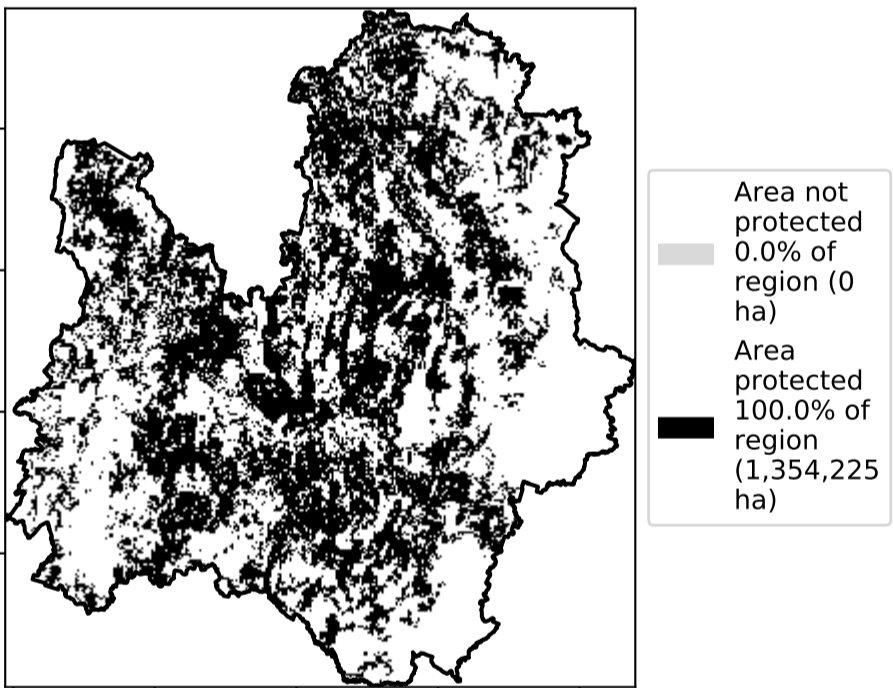 Area not
protected
0.0% of
region (0
ha)
Area
protected
100.0% of
region
(1,354,225
ha)